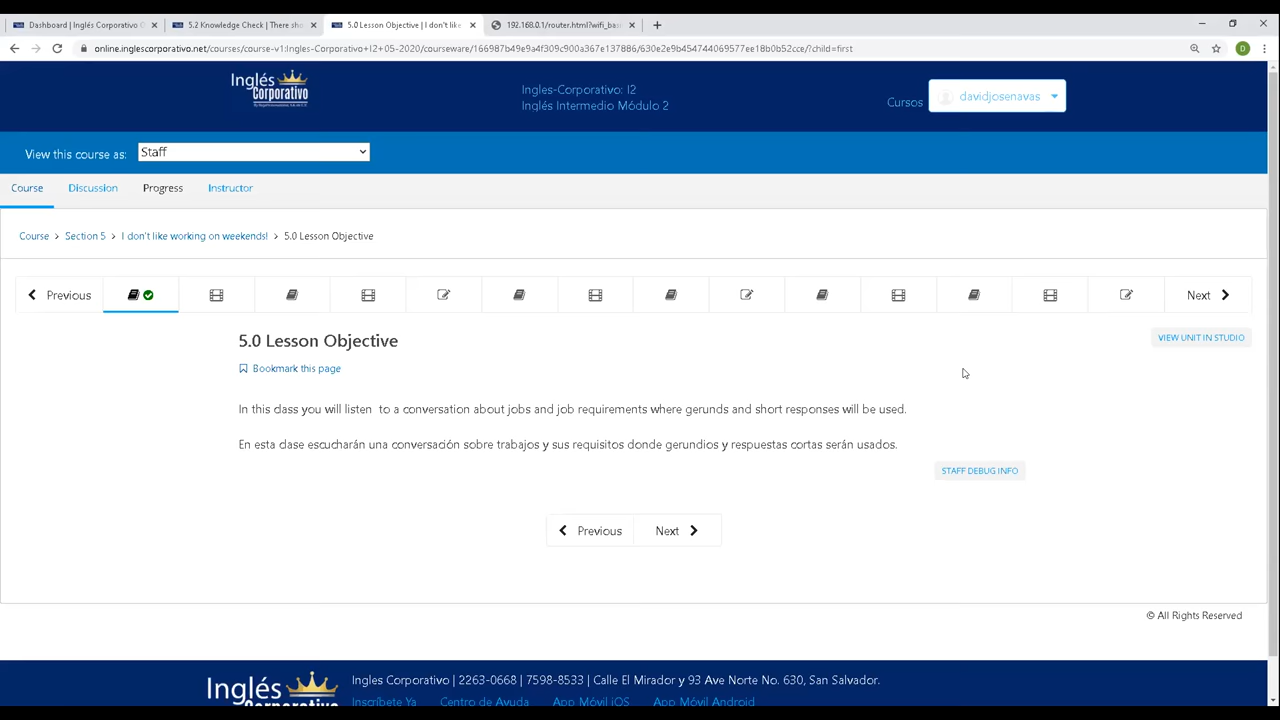 Dashboard | Inglés Corporativo O
5.2 Knowledge Check | There sho
5.0 Lesson Objective | I don't like
192.168.0.1/router.html?wifi_bas
online.inglescorporativo.net/courses/course-v1:Ingles-Corporativo+I2+05-2020/courseware/166987b49e9a4f309c900a367e137886/630e2e9b454744069577ee18b0b52cce/?child=first
D
Inglés
Corporativo
Ingles-Corporativo: I2
Inglés Intermedio Módulo 2
Cursos
davidjosenavas
View this course as:
Staff
Course
Discussion
Progress
Instructor
Course > Section 5 > I don't like working on weekends! > 5.0 Lesson Objective
Previous
Next
5.0 Lesson Objective
VIEW UNIT IN STUDIO
Bookmark this page
In this class you will listen to a conversation about jobs and job requirements where gerunds and short responses will be used.
En esta clase escucharán una conversación sobre trabajos y sus requisitos donde gerundios y respuestas cortas serán usados.
STAFF DEBUG INFO
Previous
Next
© All Rights Reserved
Inglés
Corporativo
Ingles Corporativo | 2263-0668 | 7598-8533 | Calle El Mirador y 93 Ave Norte No. 630, San Salvador.
Inscríbete Ya
Centro de Ayuda
App Móvil iOS
App Móvil Android